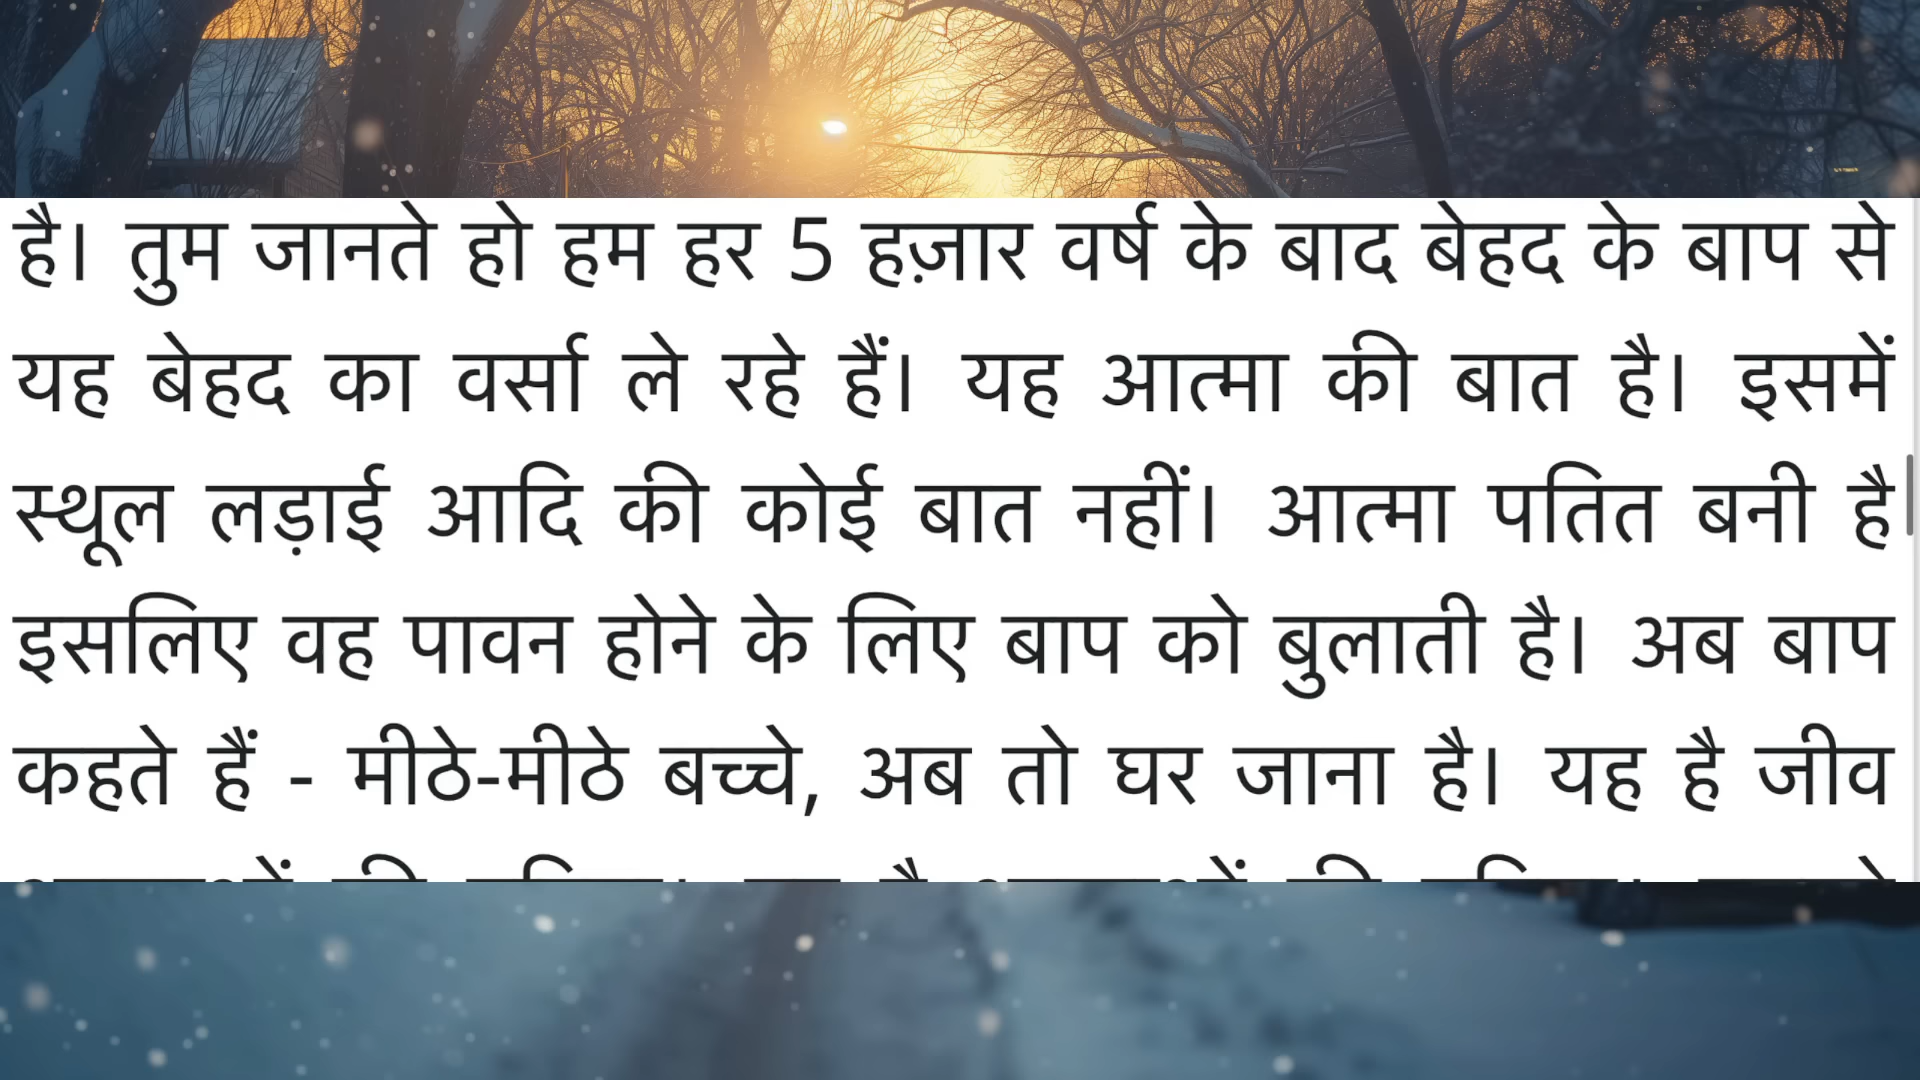 है। तुम जानते हो हम हर 5 हज़ार वर्ष के बाद बेहद के बाप से
यह बेहद का वर्सा ले रहे हैं। यह आत्मा की बात है। इसमें
स्थूल लड़ाई आदि की कोई बात नहीं। आत्मा पतित बनी है
इसलिए वह पावन होने के लिए बाप को बुलाती है। अब बाप
कहते हैं - मीठे-मीठे बच्चे, अब तो घर जाना है। यह है जीव